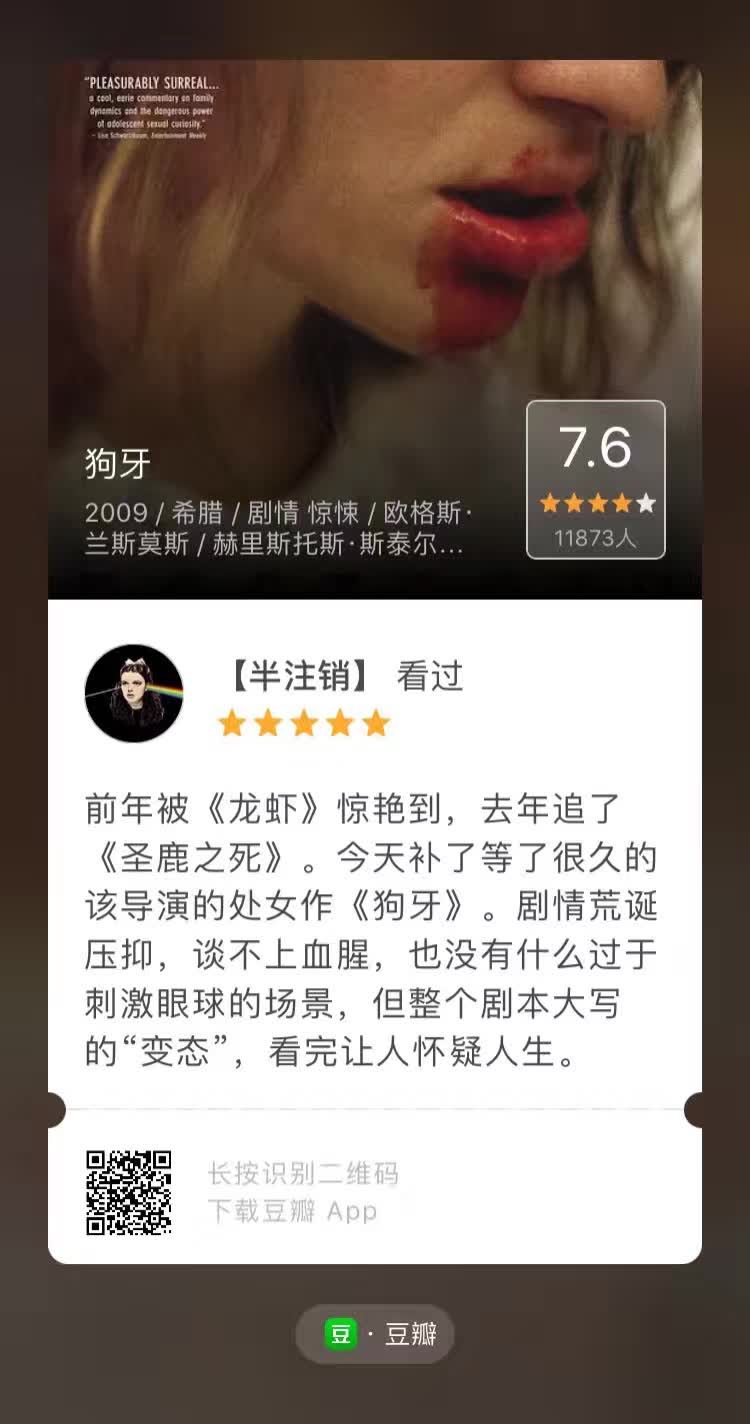 “PLEASURABLY SURREAL...
a cool, eerie commentary on family
dynamics and the dangerous power
of adolescent sexual curiosity.”
– Lisa Schwarzbaum, Entertainment Weekly
狗牙
2009 / 希腊 / 剧情 惊悚 / 欧格斯·
兰斯莫斯 / 赫里斯托斯·斯泰尔...
7.6
11873人
【半注销】 看过
前年被《龙虾》惊艳到，去年追了
《圣鹿之死》。今天补了等了很久的
该导演的处女作《狗牙》。剧情荒诞
压抑，谈不上血腥，也没有什么过于
刺激眼球的场景，但整个剧本大写
的“变态”，看完让人怀疑人生。
长按识别二维码
下载豆瓣 App
豆 · 豆瓣